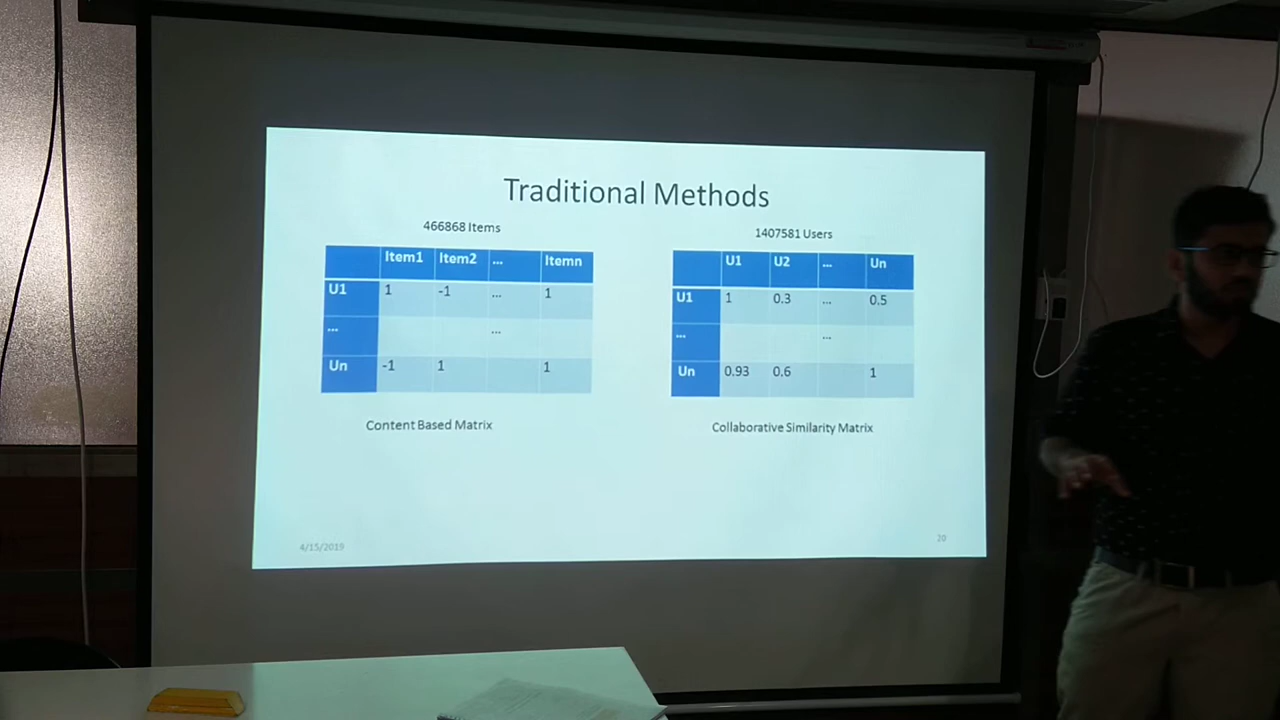 Traditional Methods
466868 Items
Item1 Item2 ... Itemn
U1 1 -1 ... 1
... ...
Un -1 1 1
Content Based Matrix
1407581 Users
U1 U2 ... Un
U1 1 0.3 ... 0.5
... ...
Un 0.93 0.6 1
Collaborative Similarity Matrix
4/15/2019
20